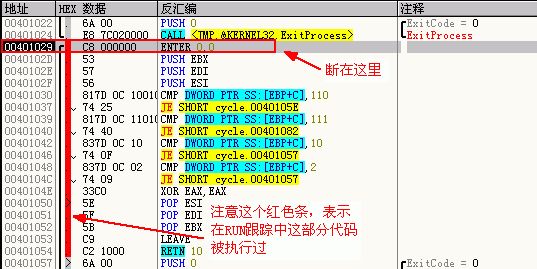 地址 HEX 数据 反汇编 注释
00401022 6A 00 PUSH 0 ExitCode = 0
00401024 E8 7C020000 CALL <JMP.&KERNEL32.ExitProcess> ExitProcess
00401029 C8 000000 ENTER 0,0
0040102D 53 PUSH EBX
0040102E 57 PUSH EDI
0040102F 56 PUSH ESI
00401030 817D 0C 10010 CMP DWORD PTR SS:[EBP+C],110
00401037 74 25 JE SHORT cycle.0040105E
00401039 817D 0C 11010 CMP DWORD PTR SS:[EBP+C],111
00401040 74 40 JE SHORT cycle.00401082
00401042 837D 0C 10 CMP DWORD PTR SS:[EBP+C],10
00401046 74 0F JE SHORT cycle.00401057
00401048 837D 0C 02 CMP DWORD PTR SS:[EBP+C],2
0040104C 74 09 JE SHORT cycle.00401057
0040104E 33C0 XOR EAX,EAX
00401050 5E POP ESI
00401051 5F POP EDI
00401052 5B POP EBX
00401053 C9 LEAVE
00401054 C2 1000 RETN 10
00401057 6A 00 PUSH 0 ExitCode = 0
断在这里
注意这个红色条，表示
在RUN跟踪中这部分代码
被执行过